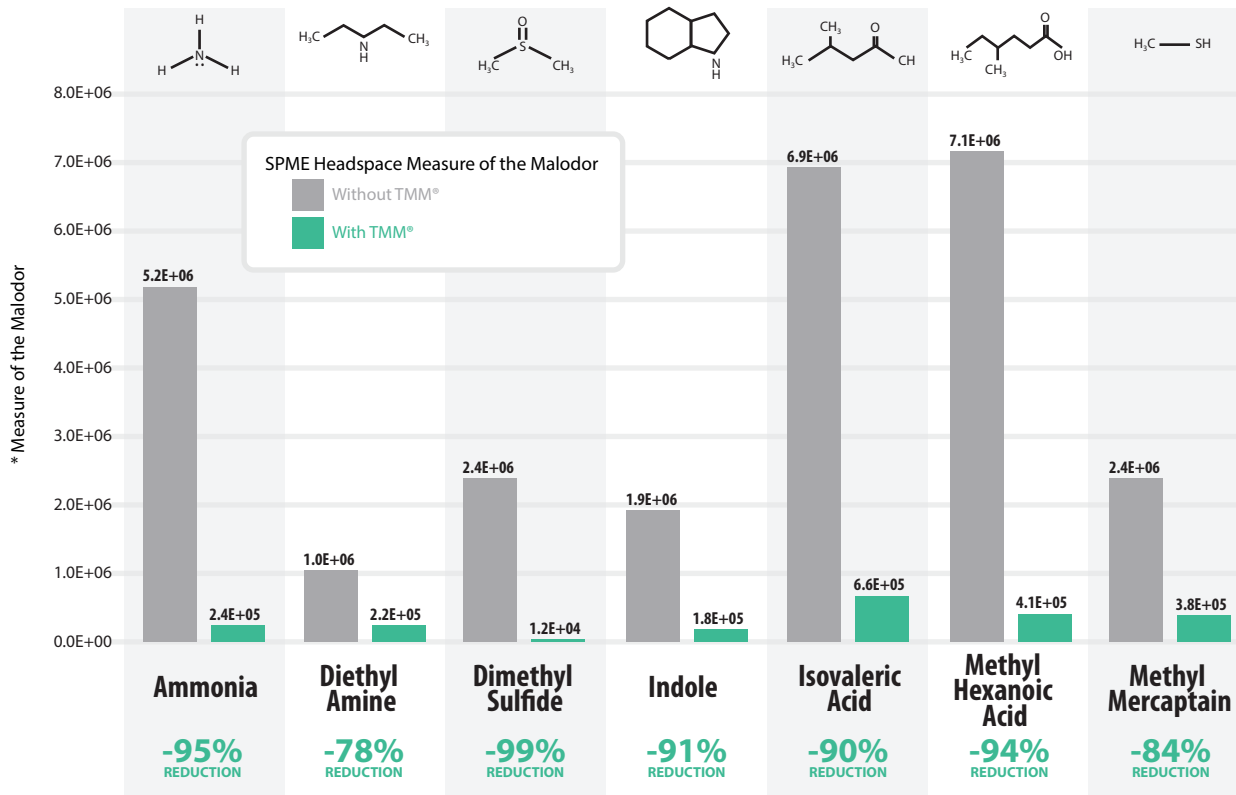 H
N
H
H
H₃C
N
H
CH₃
O
S
H₃C
CH₃
N
H
CH₃
H₃C
O
CH
H₃C
CH₃
O
OH
H₃C
SH
* Measure of the Malodor
8.0E+06
7.0E+06
6.0E+06
5.0E+06
4.0E+06
3.0E+06
2.0E+06
1.0E+06
0.0E+00
SPME Headspace Measure of the Malodor
Without TMM®
With TMM®
5.2E+06
2.4E+05
1.0E+06
2.2E+05
2.4E+06
1.2E+04
1.9E+06
1.8E+05
6.9E+06
6.6E+05
7.1E+06
4.1E+05
2.4E+06
3.8E+05
Ammonia
-95%
REDUCTION
Diethyl
Amine
-78%
REDUCTION
Dimethyl
Sulfide
-99%
REDUCTION
Indole
-91%
REDUCTION
Isovaleric
Acid
-90%
REDUCTION
Methyl
Hexanoic
Acid
-94%
REDUCTION
Methyl
Mercaptain
-84%
REDUCTION